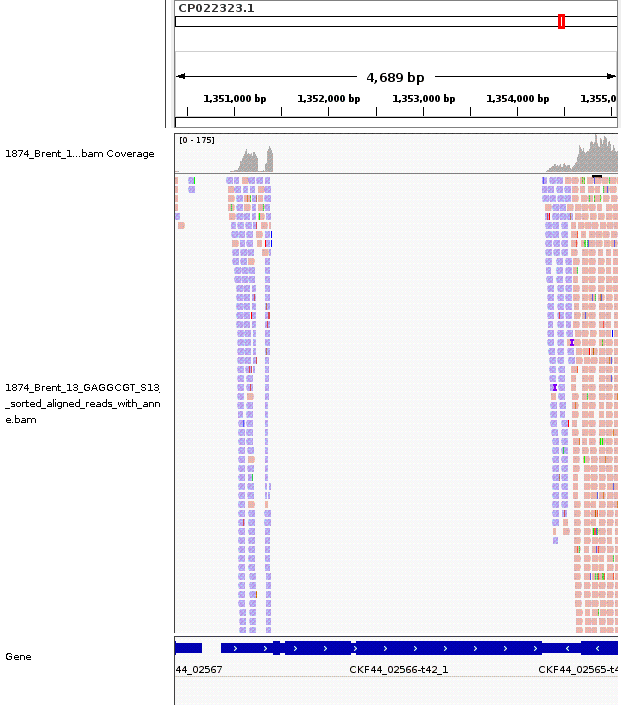 CP022323.1
4,689 bp
1,351,000 bp 1,352,000 bp 1,353,000 bp 1,354,000 bp 1,355,0
[0 - 175]
1874_Brent_1...bam Coverage
1874_Brent_13_GAGGCGT_S13_
_sorted_aligned_reads_with_ann
e.bam
Gene
44_02567 CKF44_02566-t42_1 CKF44_02565-t4